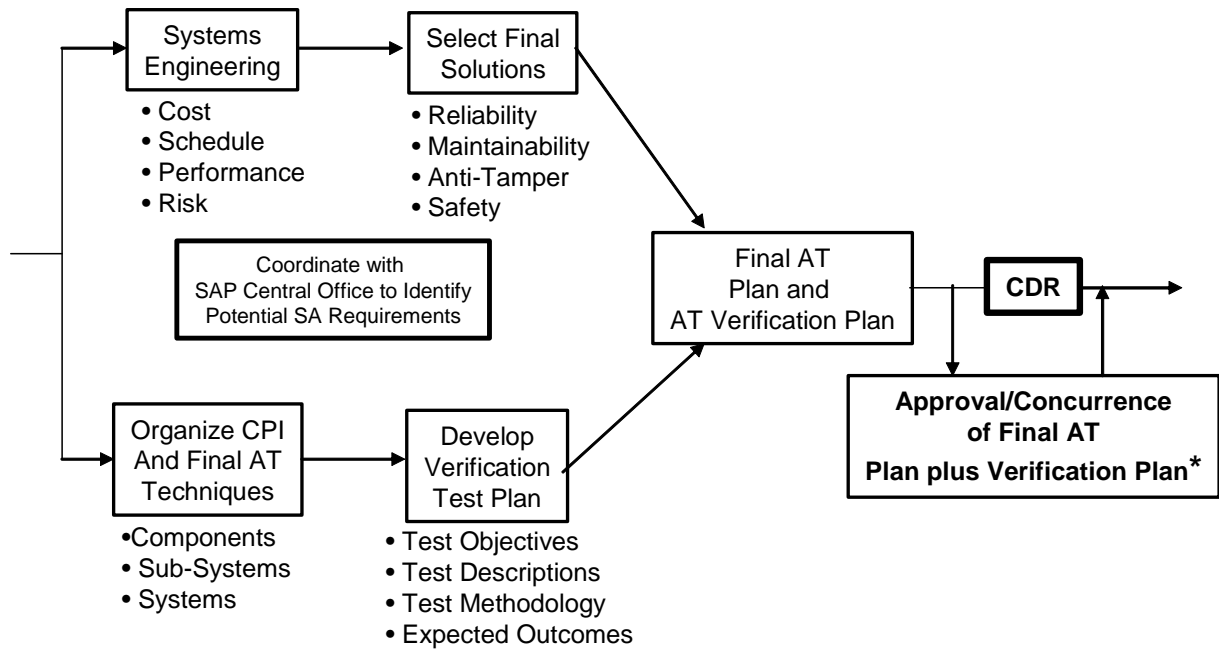 Systems
Engineering
• Cost
• Schedule
• Performance
• Risk
Select Final
Solutions
• Reliability
• Maintainability
• Anti-Tamper
• Safety
Coordinate with
SAP Central Office to Identify
Potential SA Requirements
Organize CPI
And Final AT
Techniques
•Components
• Sub-Systems
• Systems
Develop
Verification
Test Plan
• Test Objectives
• Test Descriptions
• Test Methodology
• Expected Outcomes
Final AT
Plan and
AT Verification Plan
CDR
Approval/Concurrence
of Final AT
Plan plus Verification Plan*